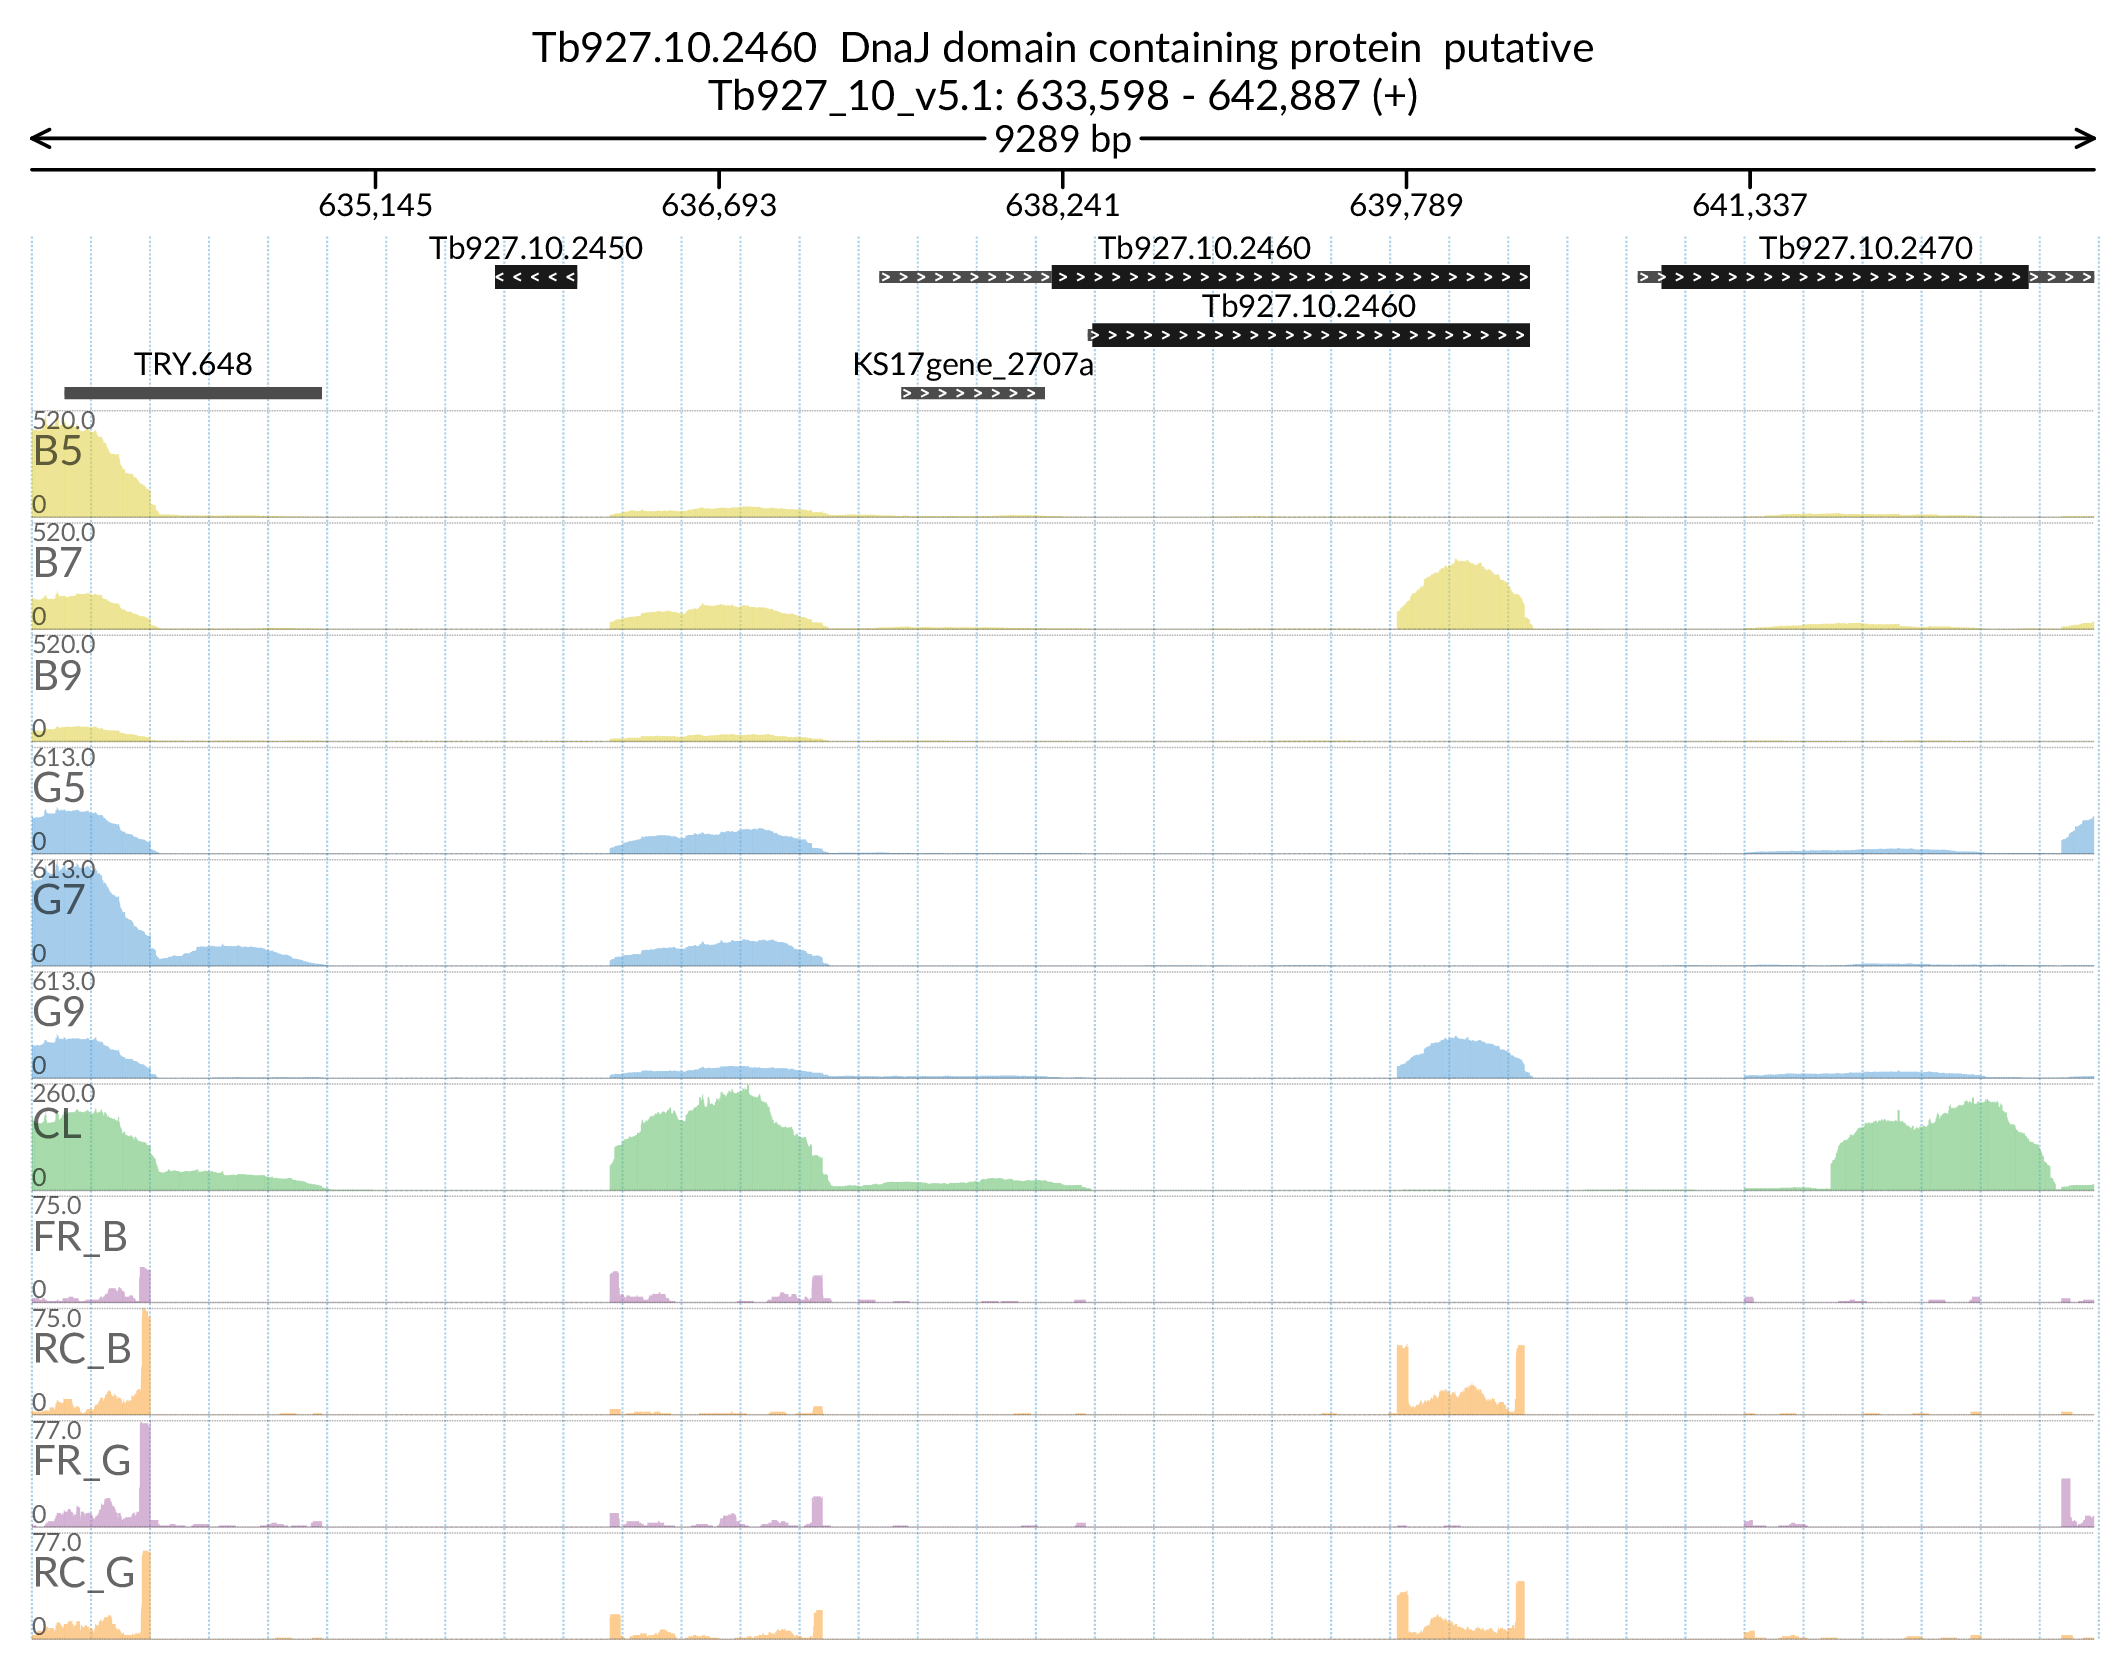 Tb927.10.2460  DnaJ domain containing protein  putative
Tb927_10_v5.1: 633,598 - 642,887 (+)
9289 bp
635,145 636,693 638,241 639,789 641,337
Tb927.10.2450 Tb927.10.2460 Tb927.10.2470
Tb927.10.2460
TRY.648 KS17gene_2707a
520.0
B5
0
520.0
B7
0
520.0
B9
0
613.0
G5
0
613.0
G7
0
613.0
G9
0
260.0
CL
0
75.0
FR_B
0
75.0
RC_B
0
77.0
FR_G
0
77.0
RC_G
0